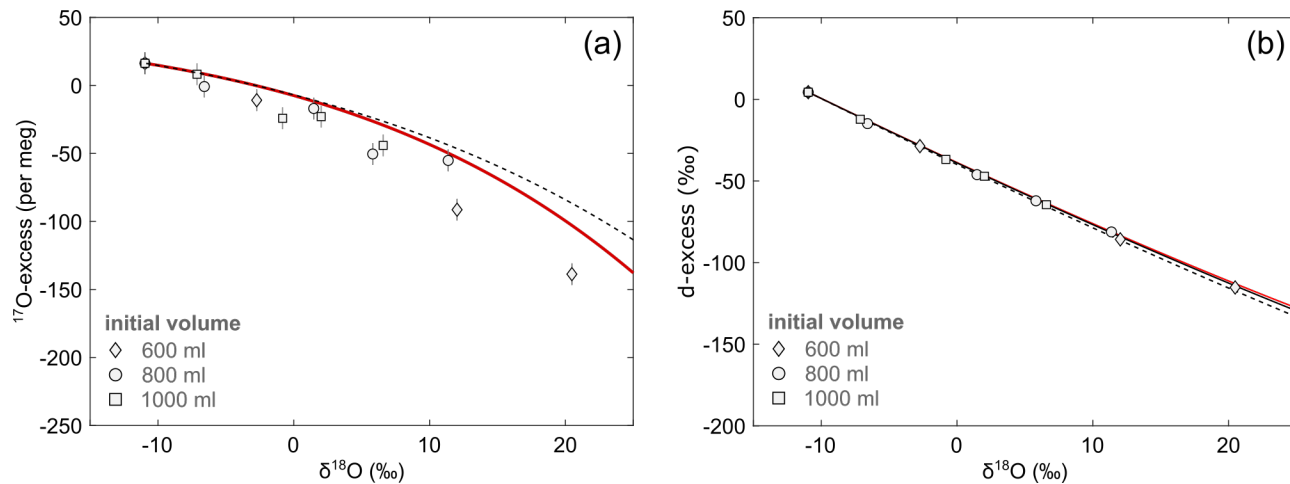 50
0
-50
-100
-150
-200
-250
¹⁷O-excess (per meg)
(a)
initial volume
600 ml
800 ml
1000 ml
-10
0
10
20
δ¹⁸O (‰)
50
0
-50
-100
-150
-200
d-excess (‰)
(b)
initial volume
600 ml
800 ml
1000 ml
-10
0
10
20
δ¹⁸O (‰)